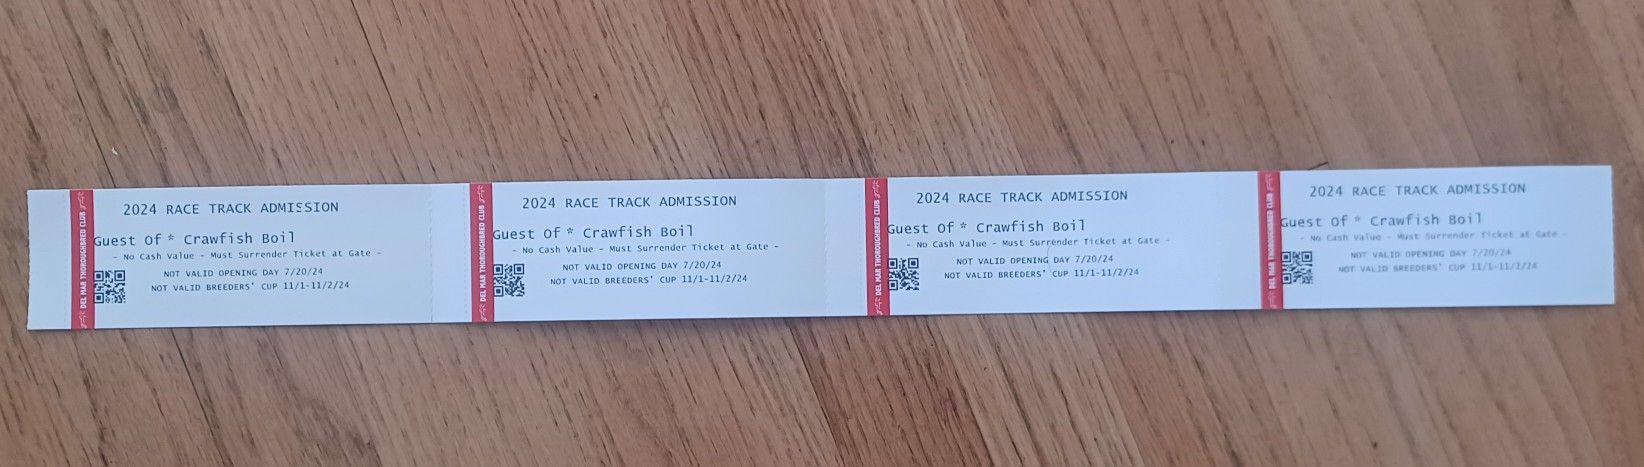 DEL MAR THOROUGHBRED CLUB
2024 RACE TRACK ADMISSION
Guest Of * Crawfish Boil
- No Cash Value - Must Surrender Ticket at Gate -
NOT VALID OPENING DAY 7/20/24
NOT VALID BREEDERS' CUP 11/1-11/2/24
DEL MAR THOROUGHBRED CLUB
2024 RACE TRACK ADMISSION
Guest Of * Crawfish Boil
- No Cash Value - Must Surrender Ticket at Gate -
NOT VALID OPENING DAY 7/20/24
NOT VALID BREEDERS' CUP 11/1-11/2/24
DEL MAR THOROUGHBRED CLUB
2024 RACE TRACK ADMISSION
Guest Of * Crawfish Boil
- No Cash Value - Must Surrender Ticket at Gate -
NOT VALID OPENING DAY 7/20/24
NOT VALID BREEDERS' CUP 11/1-11/2/24
DEL MAR THOROUGHBRED CLUB
2024 RACE TRACK ADMISSION
Guest Of * Crawfish Boil
- No Cash Value - Must Surrender Ticket at Gate -
NOT VALID OPENING DAY 7/20/24
NOT VALID BREEDERS' CUP 11/1-11/2/24